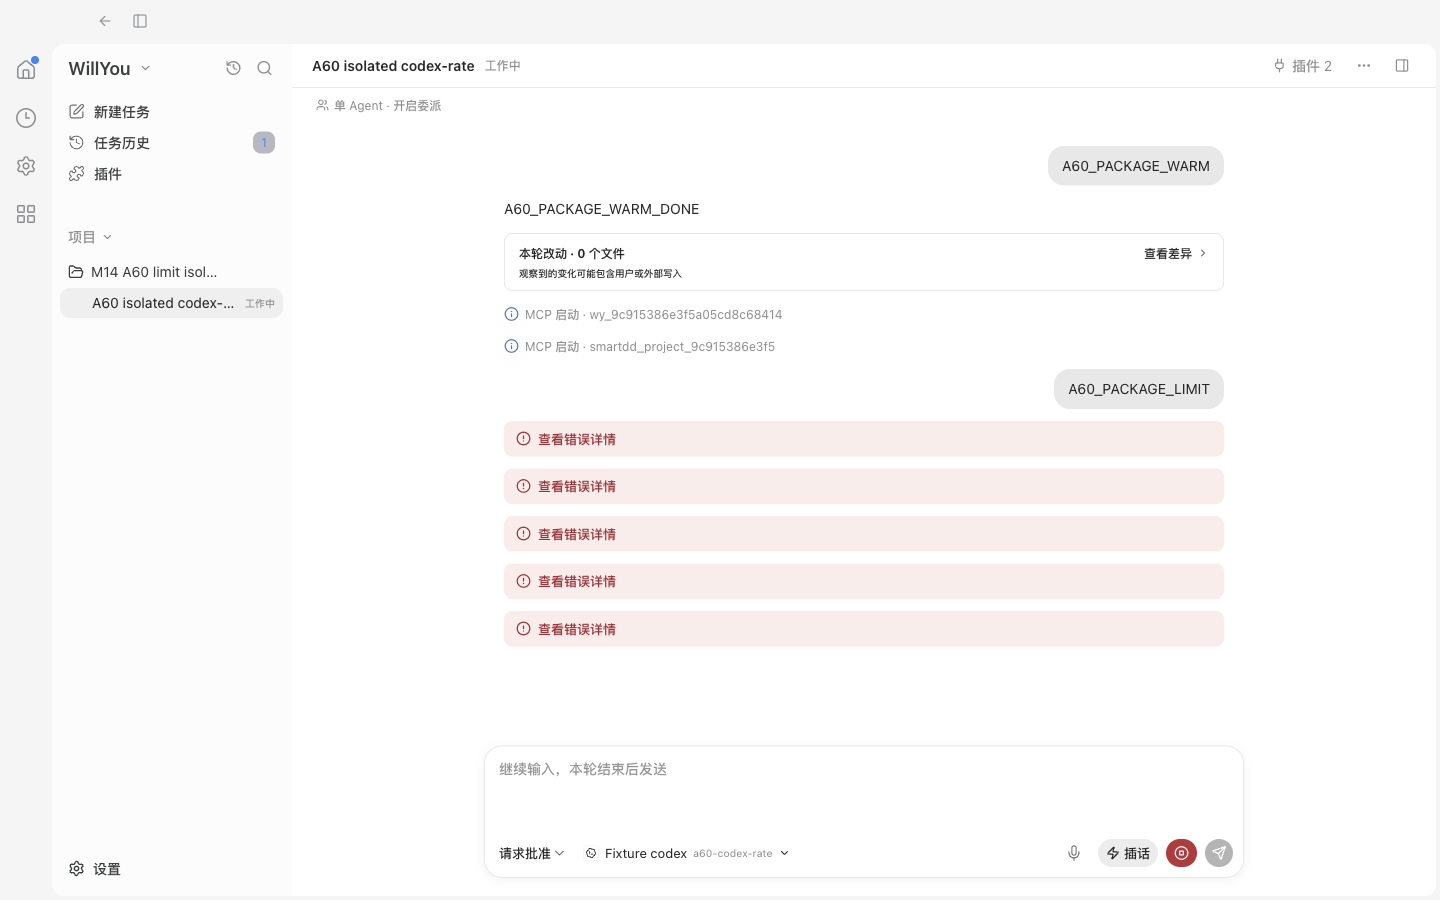 WillYou
新建任务
任务历史 1
插件
项目
M14 A60 limit isol...
A60 isolated codex-... 工作中
设置
A60 isolated codex-rate 工作中
插件 2
单 Agent · 开启委派
A60_PACKAGE_WARM
A60_PACKAGE_WARM_DONE
本轮改动 · 0 个文件 查看差异
观察到的变化可能包含用户或外部写入
MCP 启动 · wy_9c915386e3f5a05cd8c68414
MCP 启动 · smartdd_project_9c915386e3f5
A60_PACKAGE_LIMIT
查看错误详情
查看错误详情
查看错误详情
查看错误详情
查看错误详情
继续输入，本轮结束后发送
请求批准 Fixture codex a60-codex-rate 插话